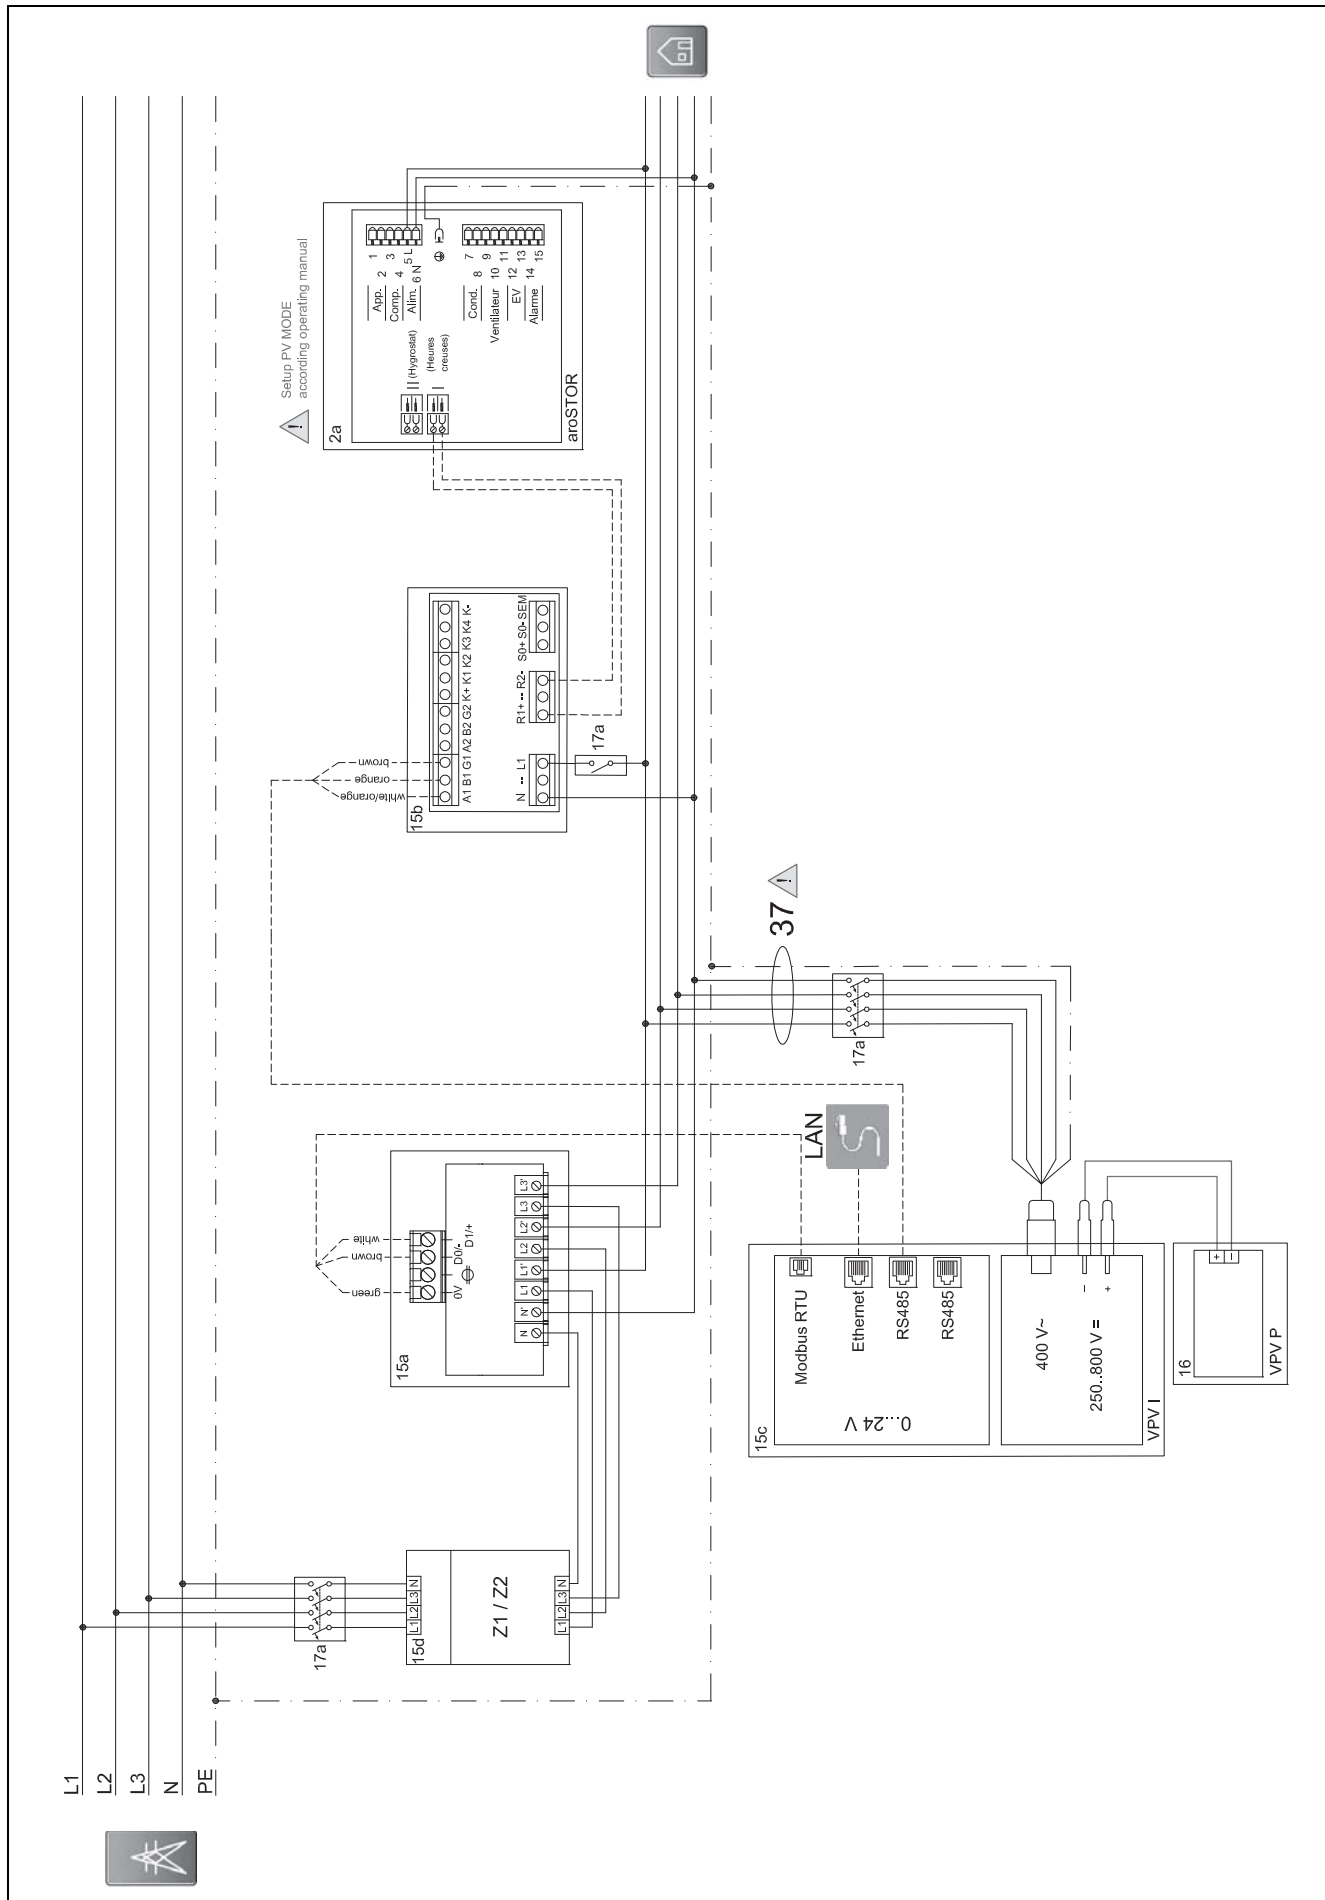 L1
L2
L3
N
PE
17a
L1 L2 L3 N
15d
Z1 / Z2
L1 L2 L3 N
15a
green
brown
white
0V
D0/-
D1/+
N
N'
L1
L1'
L2
L2'
L3
L3'
15c
0...24 V
Modbus RTU
Ethernet
RS485
RS485
LAN
400 V~
250..800 V =
–
+
VPV I
16
+
–
VPV P
17a
37
15b
white/orange
orange
brown
A1 B1 G1 A2 B2 G2 K+ K1 K2 K3 K4 K-
N -- L1
R1+ -- R2-
S0+ S0- SEM
17a
Setup PV MODE
according operating manual
2a
II (Hygrostat)
I (Heures
creuses)
1
2
3
4
5 L
6 N
App.
Comp.
Alim.
7
8
9
10
11
12
13
14
15
Cond.
Ventilateur
EV
Alarme
aroSTOR